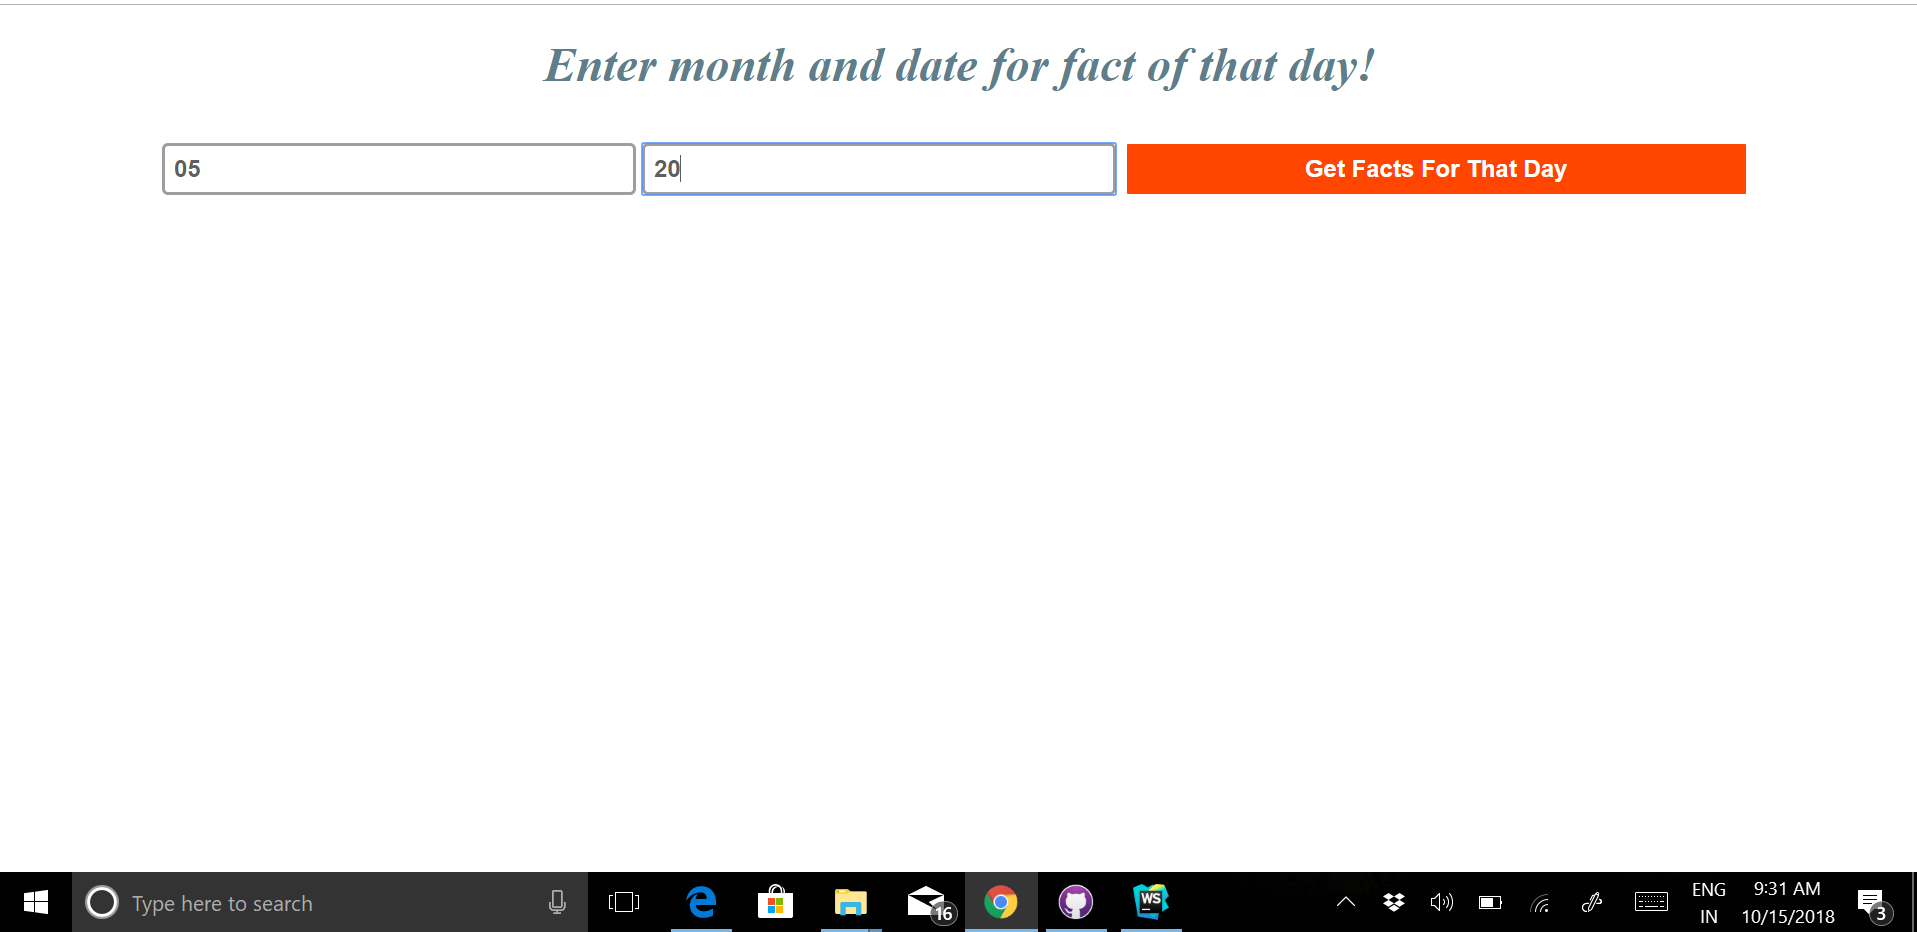 Enter month and date for fact of that day!
05
20
Get Facts For That Day
Type here to search
16
WS
ENG
IN
9:31 AM
10/15/2018
3